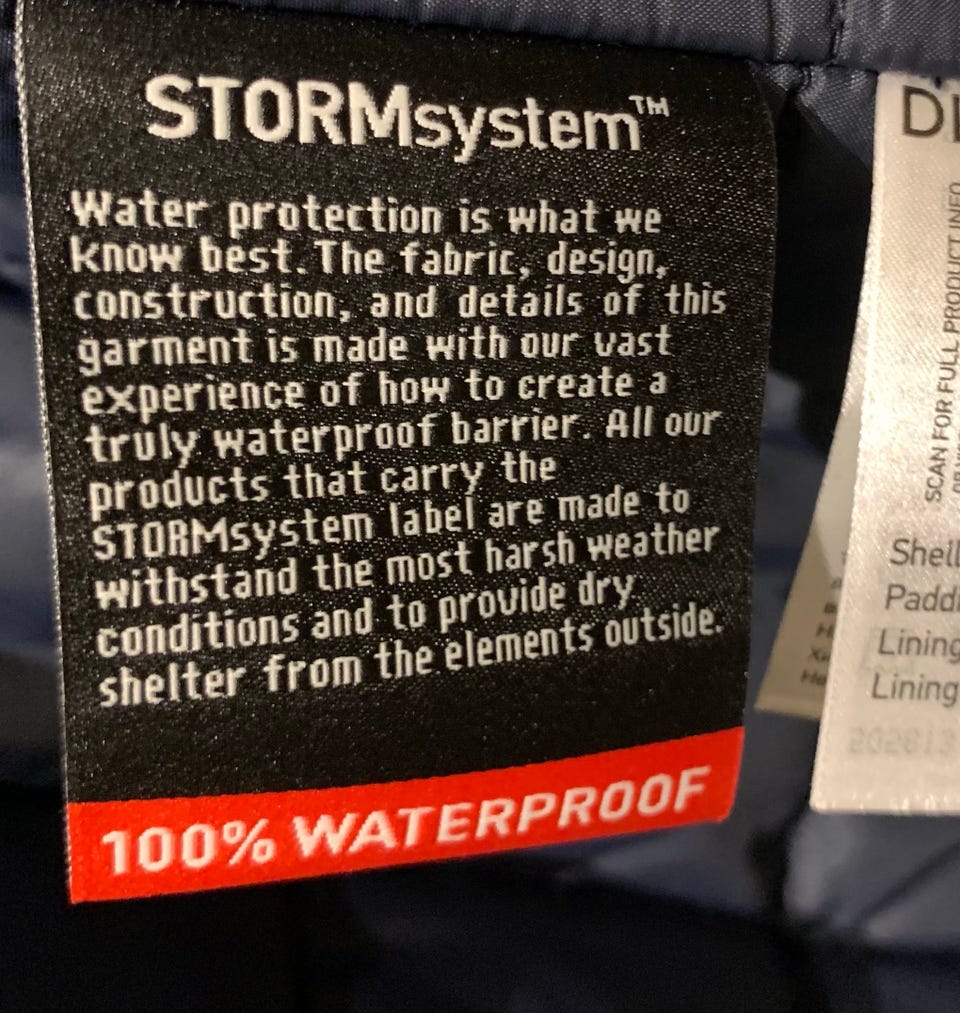 STORMsystem™
Water protection is what we
know best. The fabric, design,
construction, and details of this
garment is made with our vast
experience of how to create a
truly waterproof barrier. All our
products that carry the
STORMsystem label are made to
withstand the most harsh weather
conditions and to provide dry
shelter from the elements outside.
100% WATERPROOF
SCAN FOR FULL PRODUCT INFO
Shell
Lining
Lining